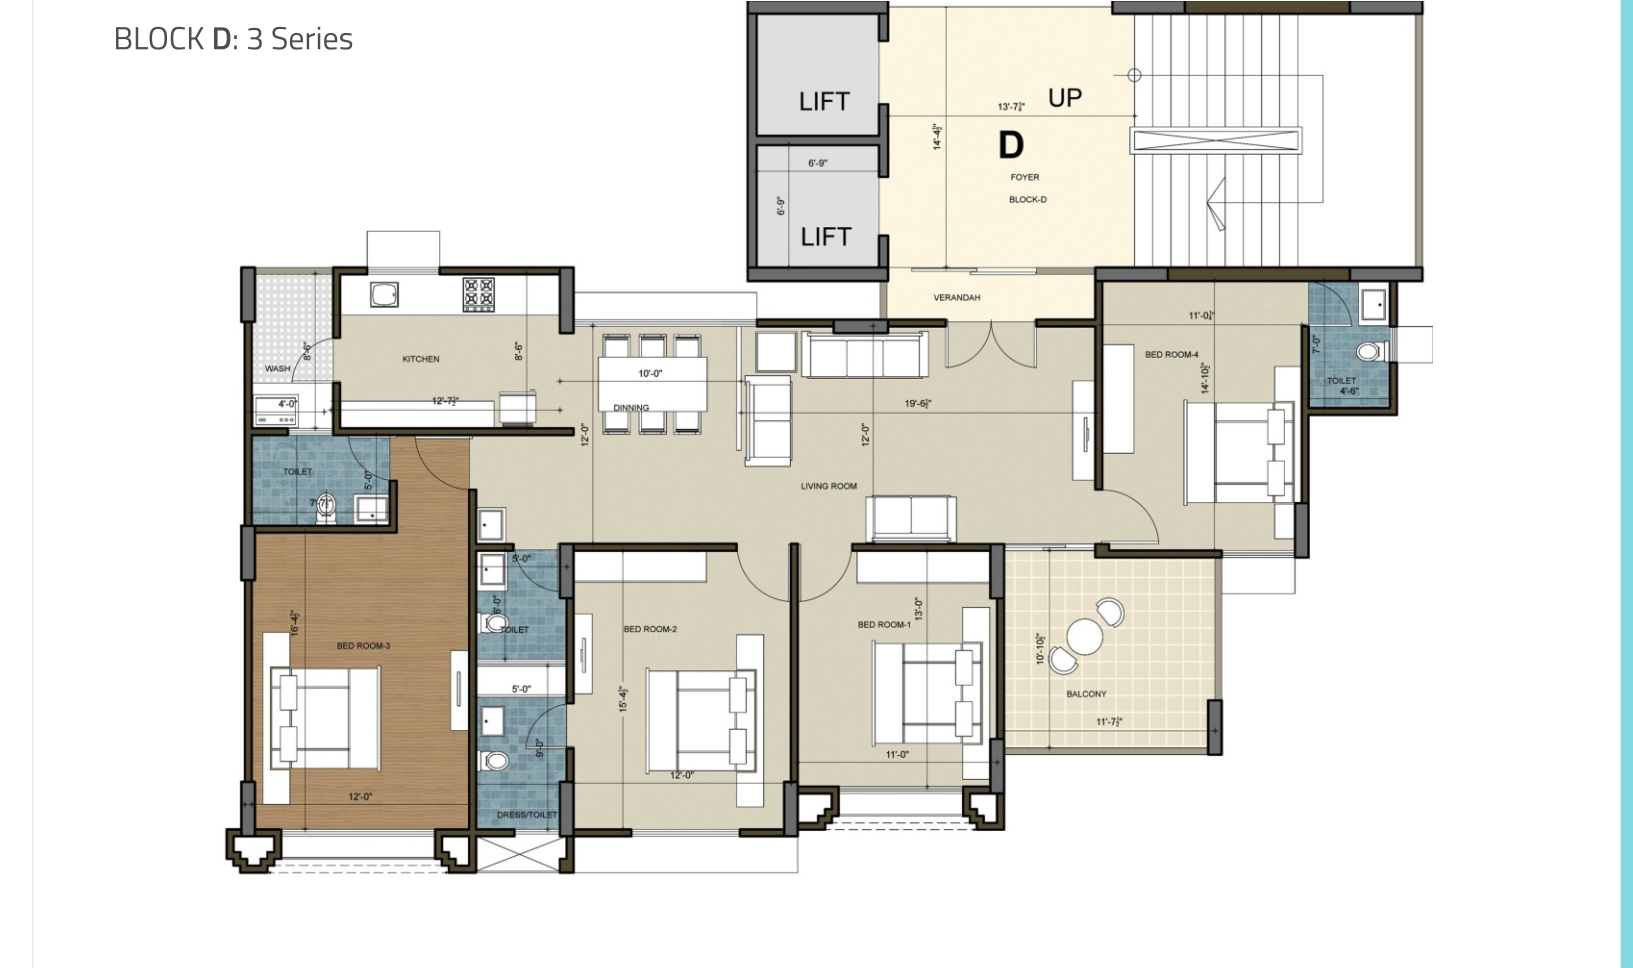 BLOCK D: 3 Series
LIFT
UP
13'-7½"
14'-4½"
D
6'-9"
FOYER
6'-9"
BLOCK-D
LIFT
VERANDAH
11'-0¼"
7'-0"
8'-6"
8'-6"
BED ROOM-4
KITCHEN
WASH
10'-0"
14'-10½"
TOILET
4'-6"
4'-0"
12'-7½"
DINNING
19'-6½"
12'-0"
12'-0"
TOILET
5'-0"
LIVING ROOM
7'-7½"
5'-0"
6'-0"
13'-0"
16'-4½"
TOILET
BED ROOM-2
BED ROOM-1
BED ROOM-3
10'-10½"
5'-0"
15'-4½"
BALCONY
11'-7½"
9'-0"
11'-0"
12'-0"
12'-0"
DRESS/TOILET